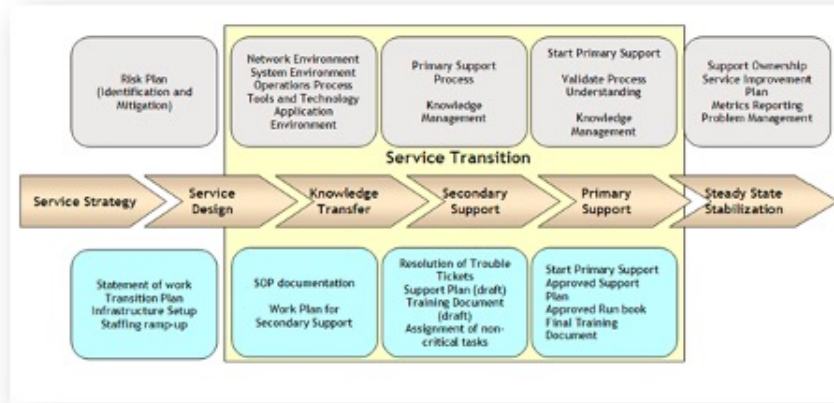 Risk Plan
(Identification and
Mitigation)
Network Environment
System Environment
Operations Process
Tools and Technology
Application
Environment
Primary Support
Process
Knowledge
Management
Start Primary Support
Validate Process
Understanding
Knowledge
Management
Support Ownership
Service Improvement
Plan
Metrics Reporting
Problem Management
Service Transition
Service Strategy
Service
Design
Knowledge
Transfer
Secondary
Support
Primary
Support
Steady State
Stabilization
Statement of work
Transition Plan
Infrastructure Setup
Staffing ramp-up
SOP documentation
Work Plan for
Secondary Support
Resolution of Trouble
Tickets
Support Plan (draft)
Training Document
(draft)
Assignment of non-
critical tasks
Start Primary Support
Approved Support
Plan
Approved Run book
Final Training
Document